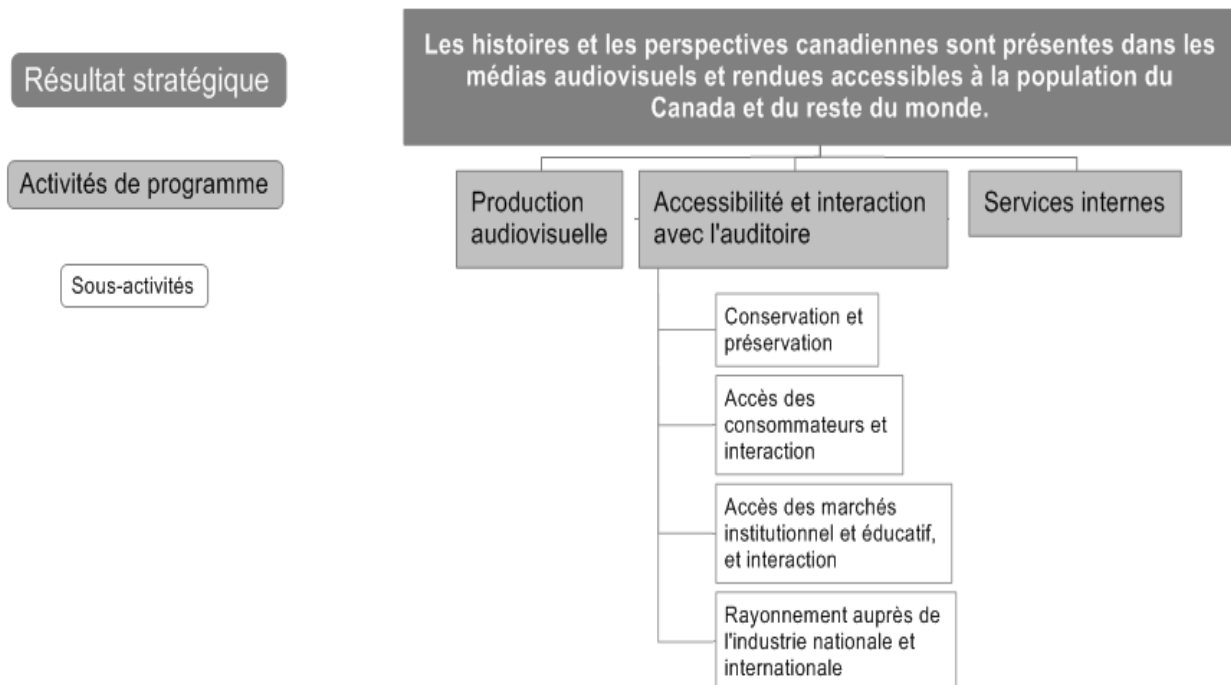 Résultat stratégique
Les histoires et les perspectives canadiennes sont présentes dans les
médias audiovisuels et rendues accessibles à la population du
Canada et du reste du monde.
Activités de programme
Production
audiovisuelle
Accessibilité et interaction
avec l'auditoire
Services internes
Sous-activités
Conservation et
préservation
Accès des
consommateurs et
interaction
Accès des marchés
institutionnel et éducatif,
et interaction
Rayonnement auprès de
l'industrie nationale et
internationale